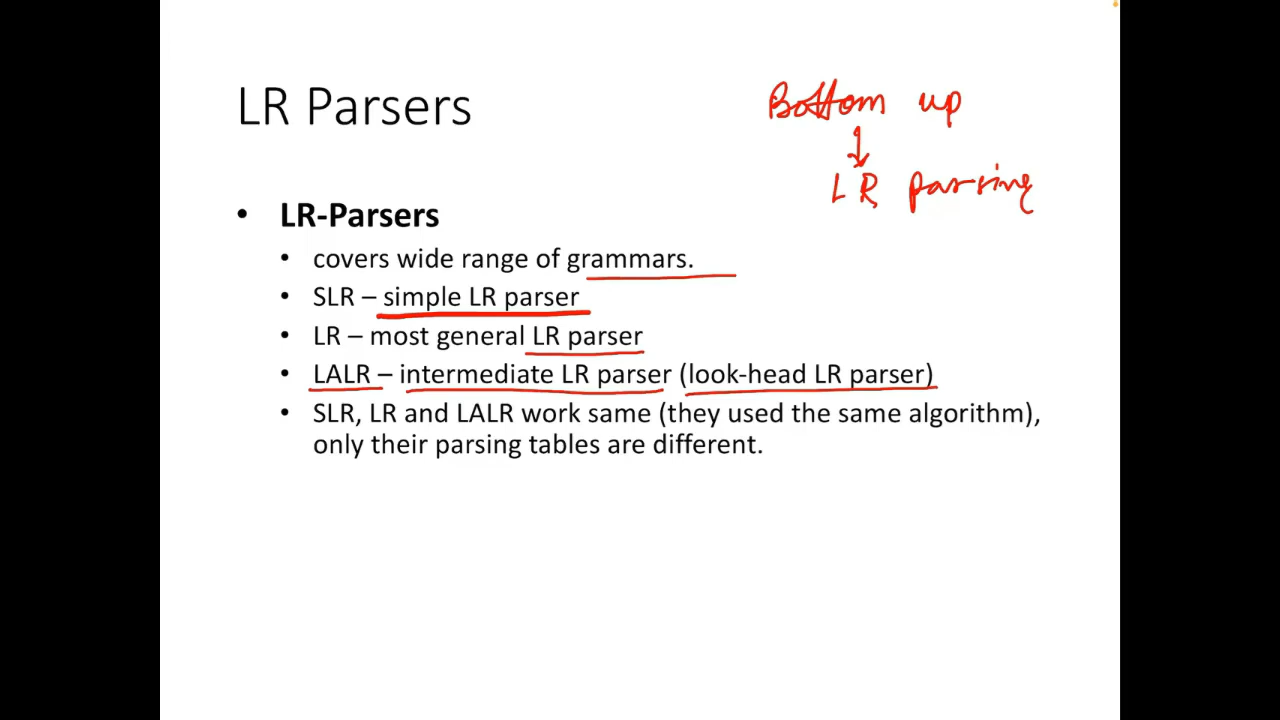 LR Parsers
Bottom up
LR parsing
• LR-Parsers
• covers wide range of grammars.
• SLR – simple LR parser
• LR – most general LR parser
• LALR – intermediate LR parser (look-head LR parser)
• SLR, LR and LALR work same (they used the same algorithm),
only their parsing tables are different.